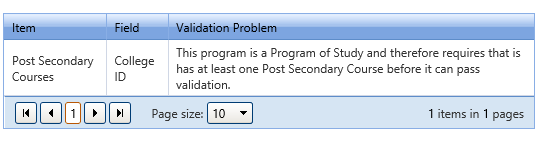 Item Field Validation Problem
Post Secondary Courses College ID This program is a Program of Study and therefore requires that is
has at least one Post Secondary Course before it can pass
validation.
1 Page size: 10 1 items in 1 pages